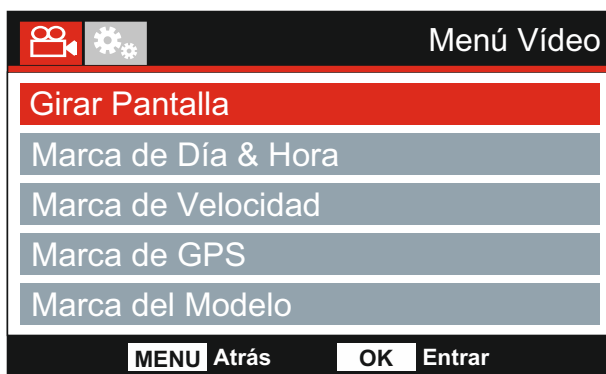 Menú Vídeo
Girar Pantalla
Marca de Día & Hora
Marca de Velocidad
Marca de GPS
Marca del Modelo
MENU Atrás OK Entrar